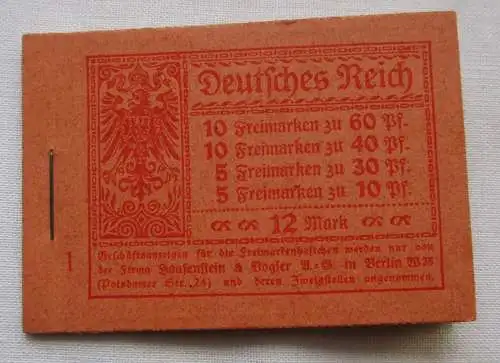 Deutsches Reich
10 Freimarken zu 60 Pf.
10 Freimarken zu 40 Pf.
5 Freimarken zu 30 Pf.
5 Freimarken zu 10 Pf.
12 Mark
1
Geschäftsanzeigen für die Freimarkenheftchen werden nur von
der Firma Haasenstein & Vogler A.-G. in Berlin W35
(Potsdamer Str. 24) und deren Zweigstellen angenommen.